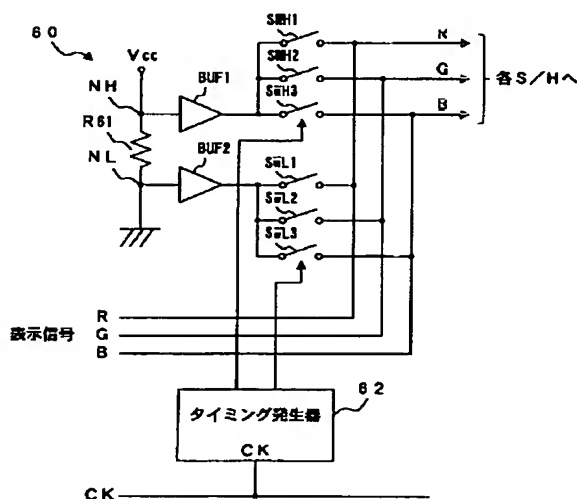 60
Vcc
NH
R61
NL
BUF1
BUF2
SWH1
SWH2
SWH3
SWL1
SWL2
SWL3
R
G
B
各S/Hへ
表示信号
R
G
B
タイミング発生器
CK
62
CK